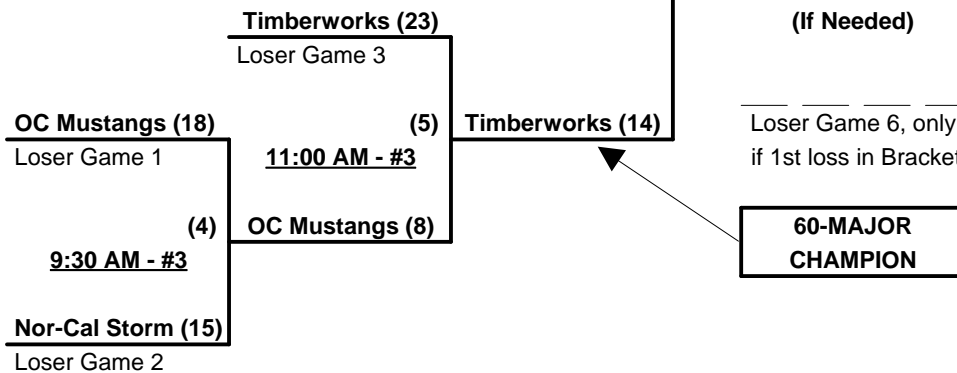 Timberworks (23)
(If Needed)
Loser Game 3
OC Mustangs (18)
(5)
Timberworks (14)
Loser Game 6, only
Loser Game 1
11:00 AM - #3
if 1st loss in Bracket
(4)
OC Mustangs (8)
60-MAJOR
9:30 AM - #3
CHAMPION
Nor-Cal Storm (15)
Loser Game 2